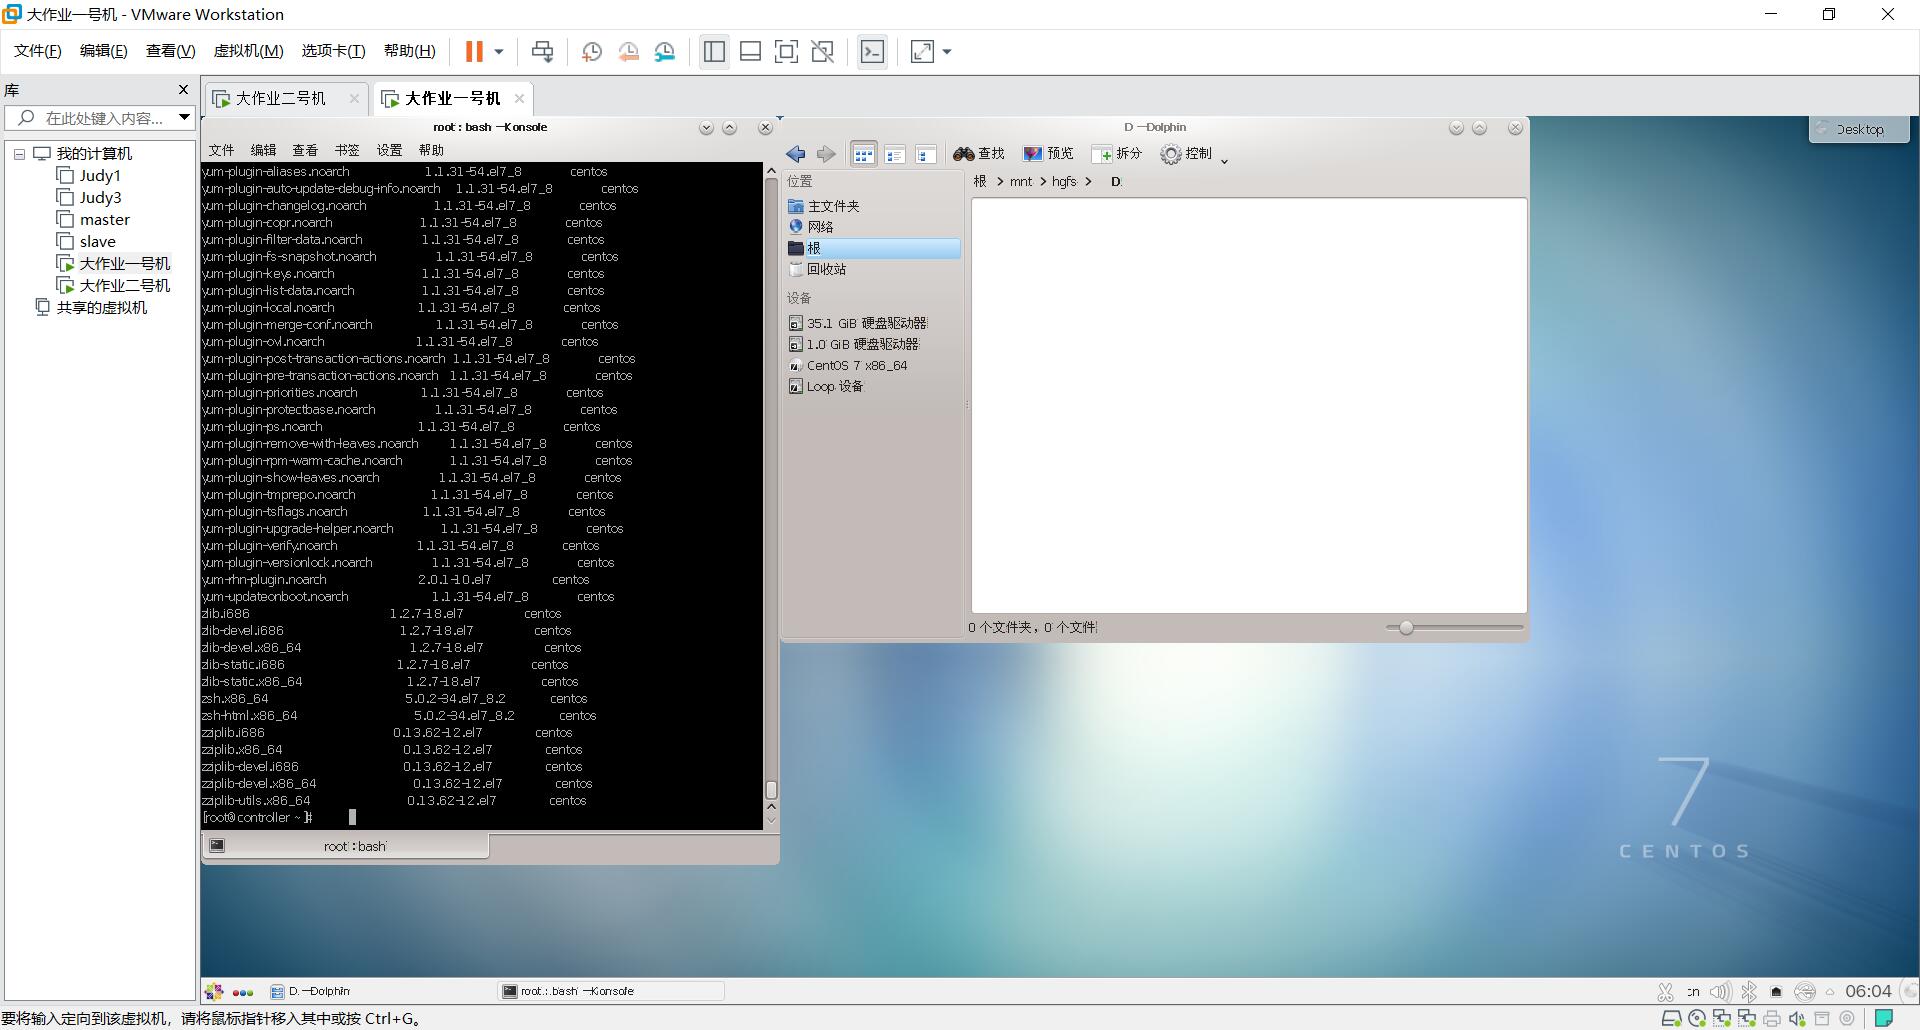 大作业一号机 - VMware Workstation
文件(F) 编辑(E) 查看(V) 虚拟机(M) 选项卡(T) 帮助(H)
库
在此处键入内容...
我的计算机
Judy1
Judy3
master
slave
大作业一号机
大作业二号机
共享的虚拟机
大作业二号机
大作业一号机
root : bash — Konsole
文件 编辑 查看 书签 设置 帮助
yum-plugin-aliases.noarch 1.1.31-54.el7_8 centos
yum-plugin-auto-update-debug-info.noarch 1.1.31-54.el7_8 centos
yum-plugin-changelog.noarch 1.1.31-54.el7_8 centos
yum-plugin-copr.noarch 1.1.31-54.el7_8 centos
yum-plugin-filter-data.noarch 1.1.31-54.el7_8 centos
yum-plugin-fs-snapshot.noarch 1.1.31-54.el7_8 centos
yum-plugin-keys.noarch 1.1.31-54.el7_8 centos
yum-plugin-list-data.noarch 1.1.31-54.el7_8 centos
yum-plugin-local.noarch 1.1.31-54.el7_8 centos
yum-plugin-merge-conf.noarch 1.1.31-54.el7_8 centos
yum-plugin-ovl.noarch 1.1.31-54.el7_8 centos
yum-plugin-post-transaction-actions.noarch 1.1.31-54.el7_8 centos
yum-plugin-pre-transaction-actions.noarch 1.1.31-54.el7_8 centos
yum-plugin-priorities.noarch 1.1.31-54.el7_8 centos
yum-plugin-protectbase.noarch 1.1.31-54.el7_8 centos
yum-plugin-ps.noarch 1.1.31-54.el7_8 centos
yum-plugin-remove-with-leaves.noarch 1.1.31-54.el7_8 centos
yum-plugin-rpm-warm-cache.noarch 1.1.31-54.el7_8 centos
yum-plugin-show-leaves.noarch 1.1.31-54.el7_8 centos
yum-plugin-tmprepo.noarch 1.1.31-54.el7_8 centos
yum-plugin-tsflags.noarch 1.1.31-54.el7_8 centos
yum-plugin-upgrade-helper.noarch 1.1.31-54.el7_8 centos
yum-plugin-verify.noarch 1.1.31-54.el7_8 centos
yum-plugin-versionlock.noarch 1.1.31-54.el7_8 centos
yum-rhn-plugin.noarch 2.0.1-10.el7 centos
yum-updateonboot.noarch 1.1.31-54.el7_8 centos
zlib.i686 1.2.7-18.el7 centos
zlib-devel.i686 1.2.7-18.el7 centos
zlib-devel.x86_64 1.2.7-18.el7 centos
zlib-static.i686 1.2.7-18.el7 centos
zlib-static.x86_64 1.2.7-18.el7 centos
zsh.x86_64 5.0.2-34.el7_8.2 centos
zsh-html.x86_64 5.0.2-34.el7_8.2 centos
zziplib.i686 0.13.62-12.el7 centos
zziplib.x86_64 0.13.62-12.el7 centos
zziplib-devel.i686 0.13.62-12.el7 centos
zziplib-devel.x86_64 0.13.62-12.el7 centos
zziplib-utils.x86_64 0.13.62-12.el7 centos
[root@controller ~]#
root : bash
D — Dolphin
查找 预览 拆分 控制
位置
主文件夹
网络
根
回收站
设备
35.1 GiB 硬盘驱动器
1.0 GiB 硬盘驱动器
CentOS 7 x86_64
Loop 设备
根 > mnt > hgfs > D
0 个文件夹，0 个文件
Desktop
7
CENTOS
D — Dolphin
root : bash — Konsole
cn
06:04
要将输入定向到该虚拟机，请将鼠标指针移入其中或按 Ctrl+G。